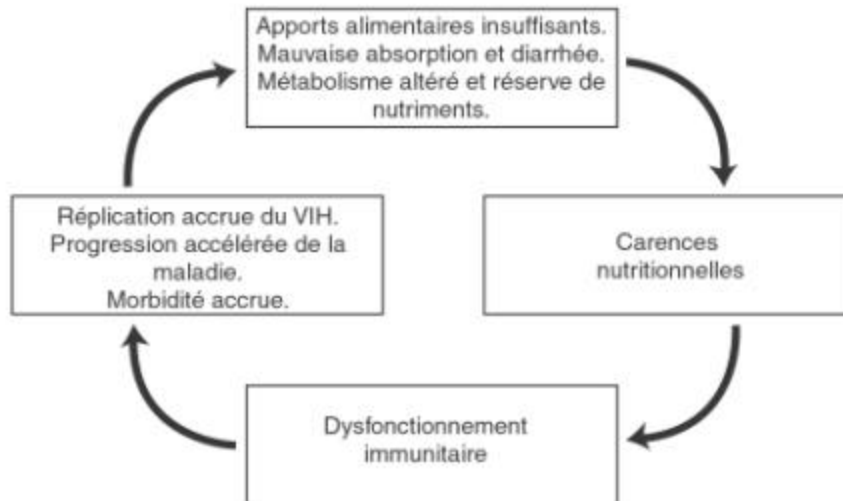 Apports alimentaires insuffisants.
Mauvaise absorption et diarrhée.
Métabolisme altéré et réserve de
nutriments.
Carences
nutritionnelles
Dysfonctionnement
immunitaire
Réplication accrue du VIH.
Progression accélérée de la
maladie.
Morbidité accrue.